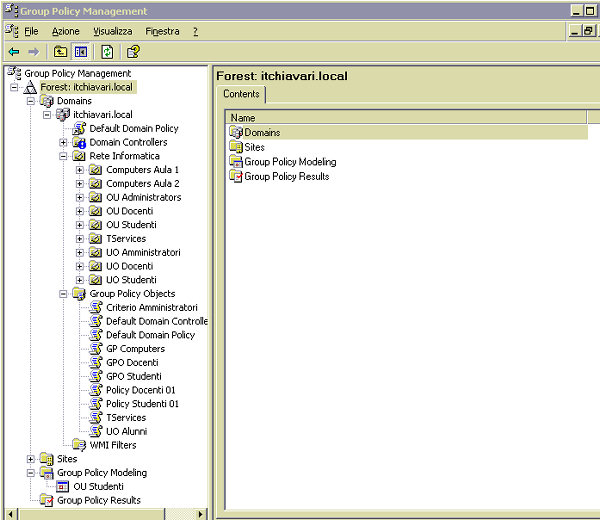 Group Policy Management
File Azione Visualizza Finestra ?
Group Policy Management
Forest: itchiavari.local
Domains
itchiavari.local
Default Domain Policy
Domain Controllers
Rete Informatica
Computers Aula 1
Computers Aula 2
OU Administrators
OU Docenti
OU Studenti
TServices
UO Amministratori
UO Docenti
UO Studenti
Group Policy Objects
Criterio Amministratori
Default Domain Controlle
Default Domain Policy
GP Computers
GPO Docenti
GPO Studenti
Policy Docenti 01
Policy Studenti 01
TServices
UO Alunni
WMI Filters
Sites
Group Policy Modeling
OU Studenti
Group Policy Results
Forest: itchiavari.local
Contents
Name
Domains
Sites
Group Policy Modeling
Group Policy Results